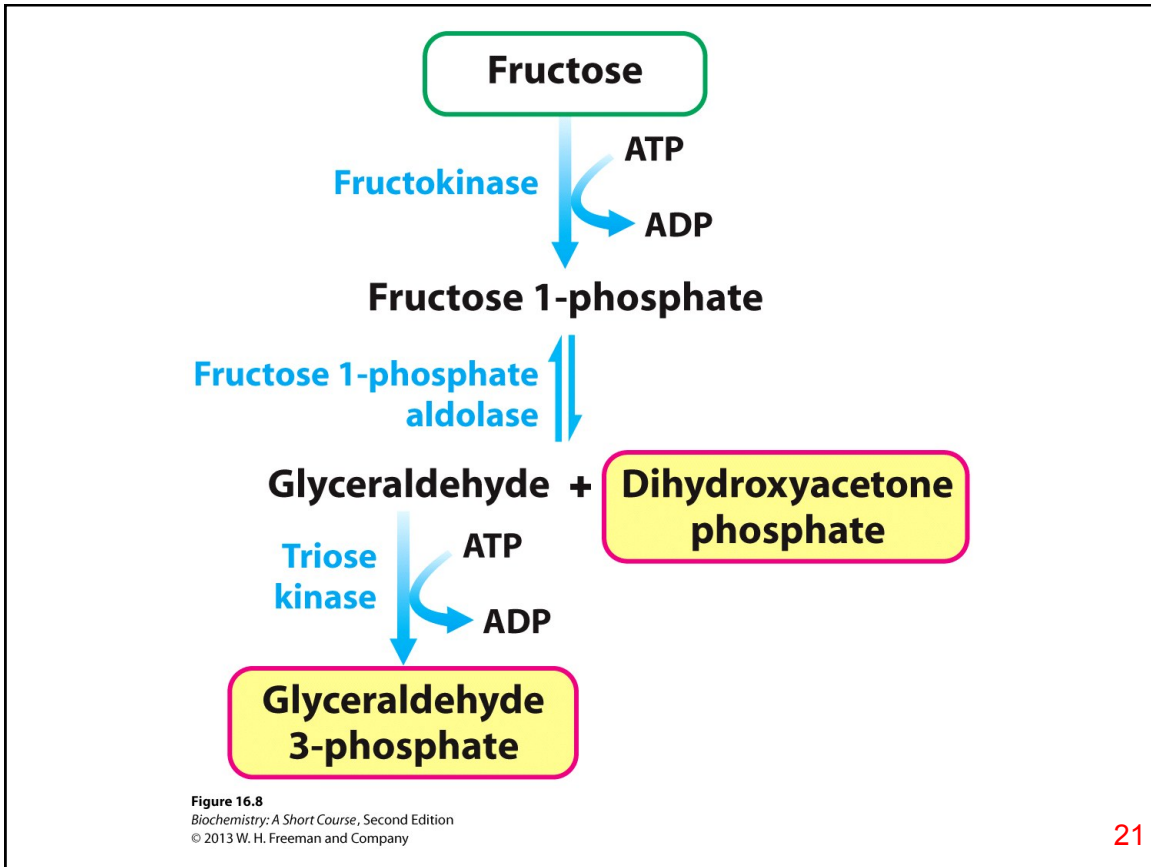 Fructose
ATP
Fructokinase
ADP
Fructose 1-phosphate
Fructose 1-phosphate
aldolase
Glyceraldehyde + Dihydroxyacetone
phosphate
ATP
Triose
kinase
ADP
Glyceraldehyde
3-phosphate
Figure 16.8
Biochemistry: A Short Course, Second Edition
© 2013 W. H. Freeman and Company
21